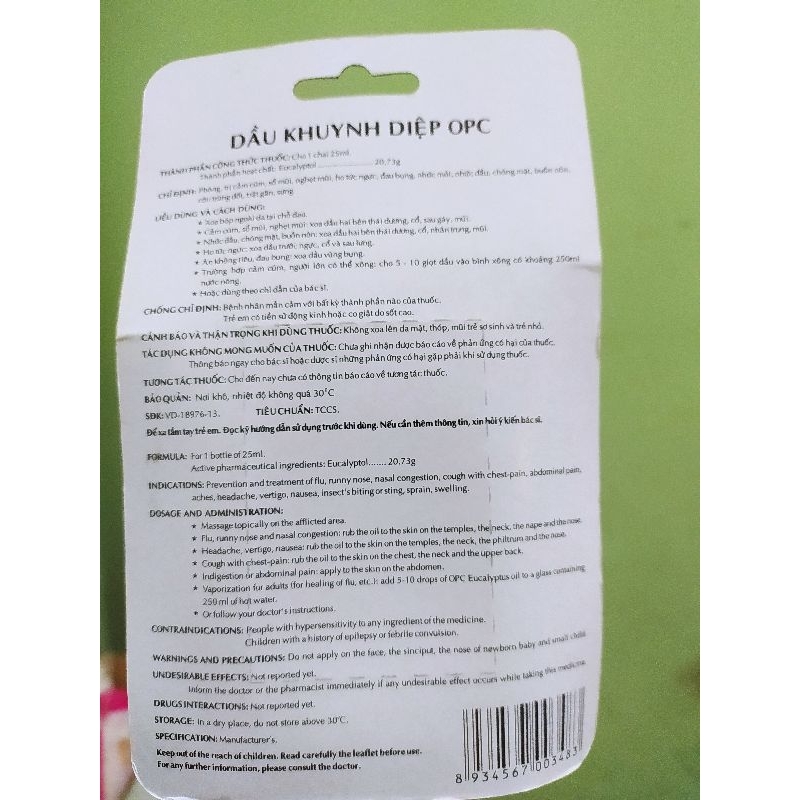 DẦU KHUYNH DIỆP OPC
THÀNH PHẦN CÔNG THỨC THUỐC: Cho 1 chai 25ml.
Thành phần hoạt chất: Eucalyptol .................... 20,73g
CHỈ ĐỊNH: Phòng, trị cảm cúm, sổ mũi, nghẹt mũi, ho tức ngực, đau bụng, nhức mỏi, nhức đầu, chóng mặt, buồn nôn,
côn trùng đốt, trật gân, sưng.
LIỀU DÙNG VÀ CÁCH DÙNG:
★ Xoa bóp ngoài da tại chỗ đau.
★ Cảm cúm, sổ mũi, nghẹt mũi: xoa dầu hai bên thái dương, cổ, sau gáy, mũi.
★ Nhức đầu, chóng mặt, buồn nôn: xoa dầu hai bên thái dương, cổ, nhân trung, mũi.
★ Ho tức ngực: xoa dầu trước ngực, cổ và sau lưng.
★ Ăn không tiêu, đau bụng: xoa dầu vùng bụng.
★ Trường hợp cảm cúm, người lớn có thể xông: cho 5 - 10 giọt dầu vào bình xông có khoảng 250ml
nước nóng.
★ Hoặc dùng theo chỉ dẫn của bác sĩ.
CHỐNG CHỈ ĐỊNH: Bệnh nhân mẫn cảm với bất kỳ thành phần nào của thuốc.
Trẻ em có tiền sử động kinh hoặc co giật do sốt cao.
CẢNH BÁO VÀ THẬN TRỌNG KHI DÙNG THUỐC: Không xoa lên da mặt, thóp, mũi trẻ sơ sinh và trẻ nhỏ.
TÁC DỤNG KHÔNG MONG MUỐN CỦA THUỐC: Chưa ghi nhận được báo cáo về phản ứng có hại của thuốc.
Thông báo ngay cho bác sĩ hoặc dược sĩ những phản ứng có hại gặp phải khi sử dụng thuốc.
TƯƠNG TÁC THUỐC: Cho đến nay chưa có thông tin báo cáo về tương tác thuốc.
BẢO QUẢN: Nơi khô, nhiệt độ không quá 30°C
SĐK: VD-18976-13. TIÊU CHUẨN: TCCS.
Để xa tầm tay trẻ em. Đọc kỹ hướng dẫn sử dụng trước khi dùng. Nếu cần thêm thông tin, xin hỏi ý kiến bác sĩ.
FORMULA: For 1 bottle of 25ml.
Active pharmaceutical ingredients: Eucalyptol....... 20.73g
INDICATIONS: Prevention and treatment of flu, runny nose, nasal congestion, cough with chest-pain, abdominal pain,
aches, headache, vertigo, nausea, insect's biting or sting, sprain, swelling.
DOSAGE AND ADMINISTRATION:
★ Massage topically on the afflicted area.
★ Flu, runny nose and nasal congestion: rub the oil to the skin on the temples, the neck, the nape and the nose.
★ Headache, vertigo, nausea: rub the oil to the skin on the temples, the neck, the philtrum and the nose.
★ Cough with chest-pain: rub the oil to the skin on the chest, the neck and the upper back.
★ Indigestion or abdominal pain: apply to the skin on the abdomen.
★ Vaporization for adults (for healing of flu, etc.): add 5-10 drops of OPC Eucalyptus oil to a glass containing
250 ml of hot water.
★ Or follow your doctor's instructions.
CONTRAINDICATIONS: People with hypersensitivity to any ingredient of the medicine.
Children with a history of epilepsy or febrile convulsion.
WARNINGS AND PRECAUTIONS: Do not apply on the face, the sinciput, the nose of newborn baby and small child.
UNDESIRABLE EFFECTS: Not reported yet.
Inform the doctor or the pharmacist immediately if any undesirable effect occurs while taking this medicine.
DRUGS INTERACTIONS: Not reported yet.
STORAGE: In a dry place, do not store above 30°C.
SPECIFICATION: Manufacturer's.
Keep out of the reach of children. Read carefully the leaflet before use.
For any further information, please consult the doctor.
8 934567 003483